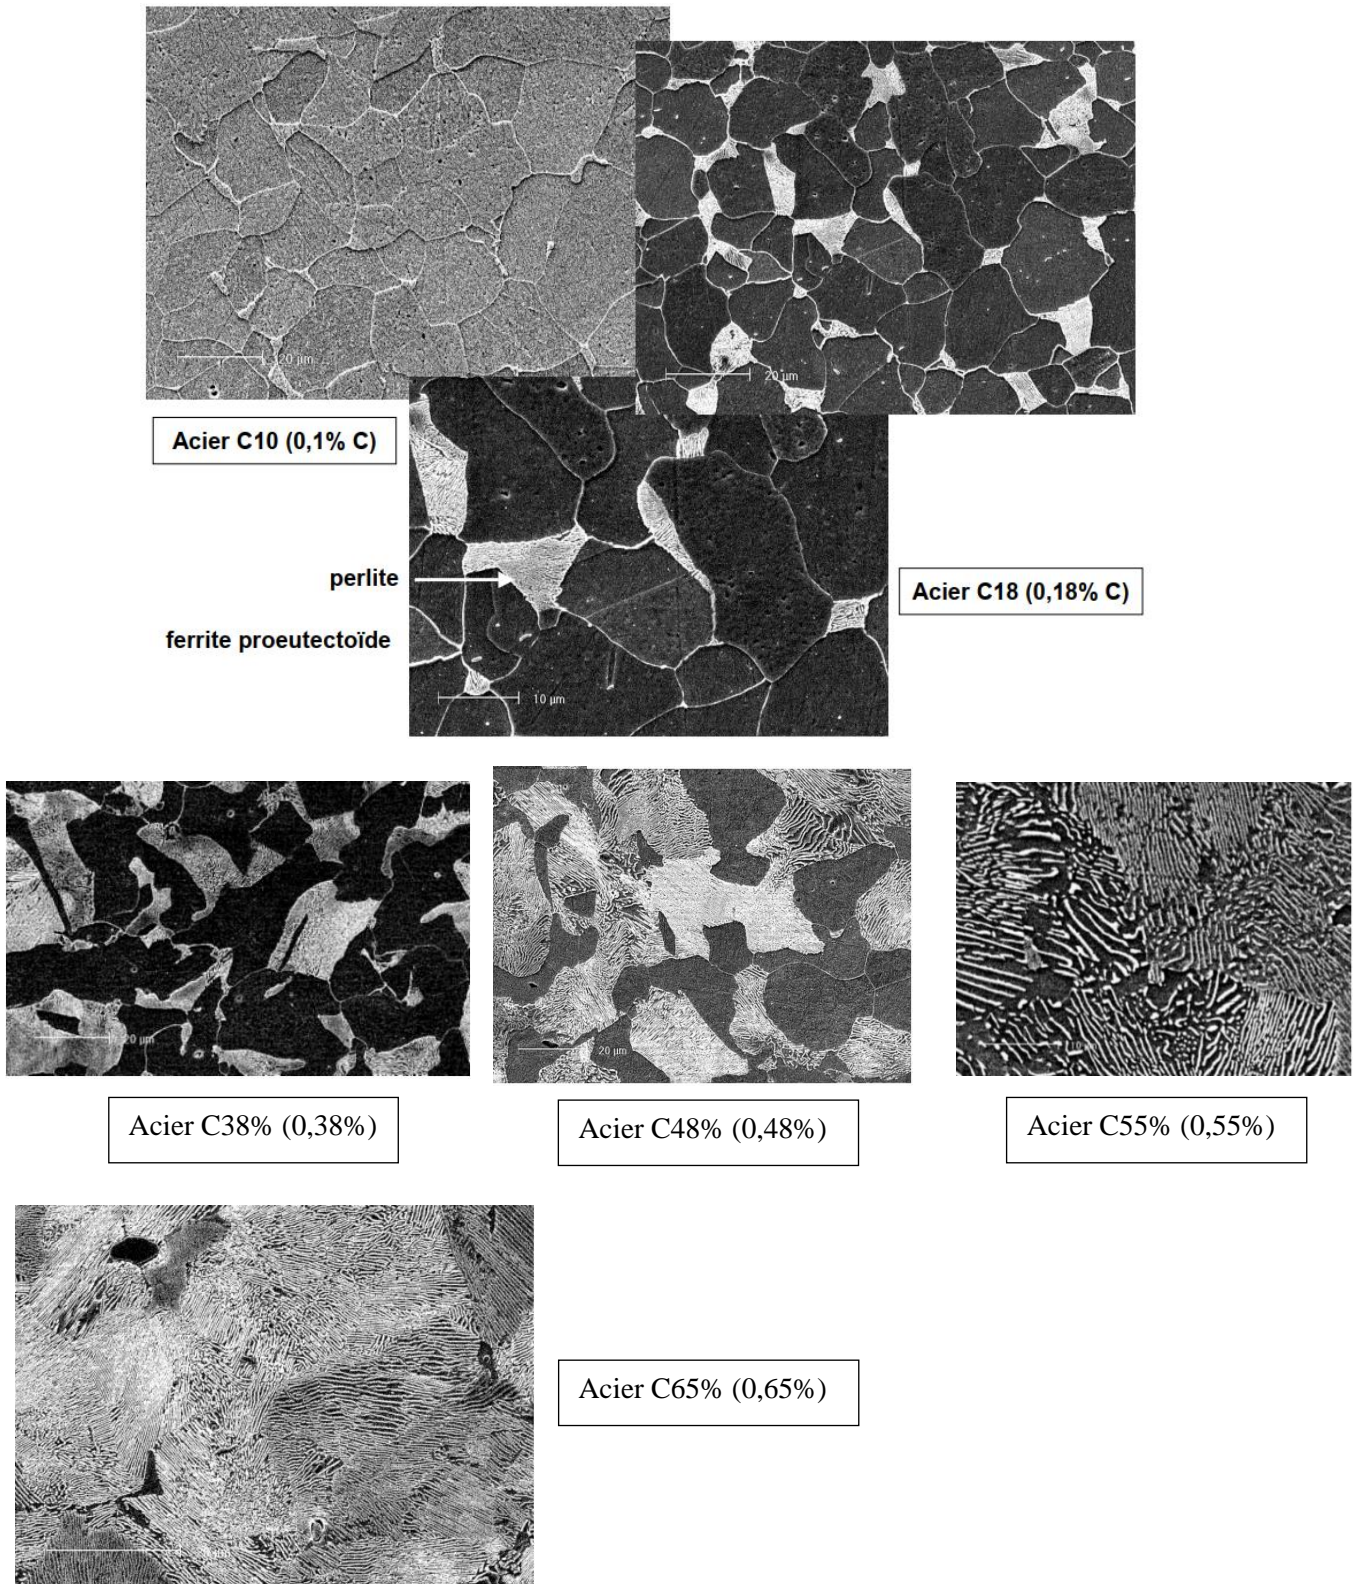 20 µm
20 µm
Acier C10 (0,1% C)
perlite
Acier C18 (0,18% C)
ferrite proeutectoïde
10 µm
20 µm
20 µm
Acier C38% (0,38%)
Acier C48% (0,48%)
Acier C55% (0,55%)
Acier C65% (0,65%)